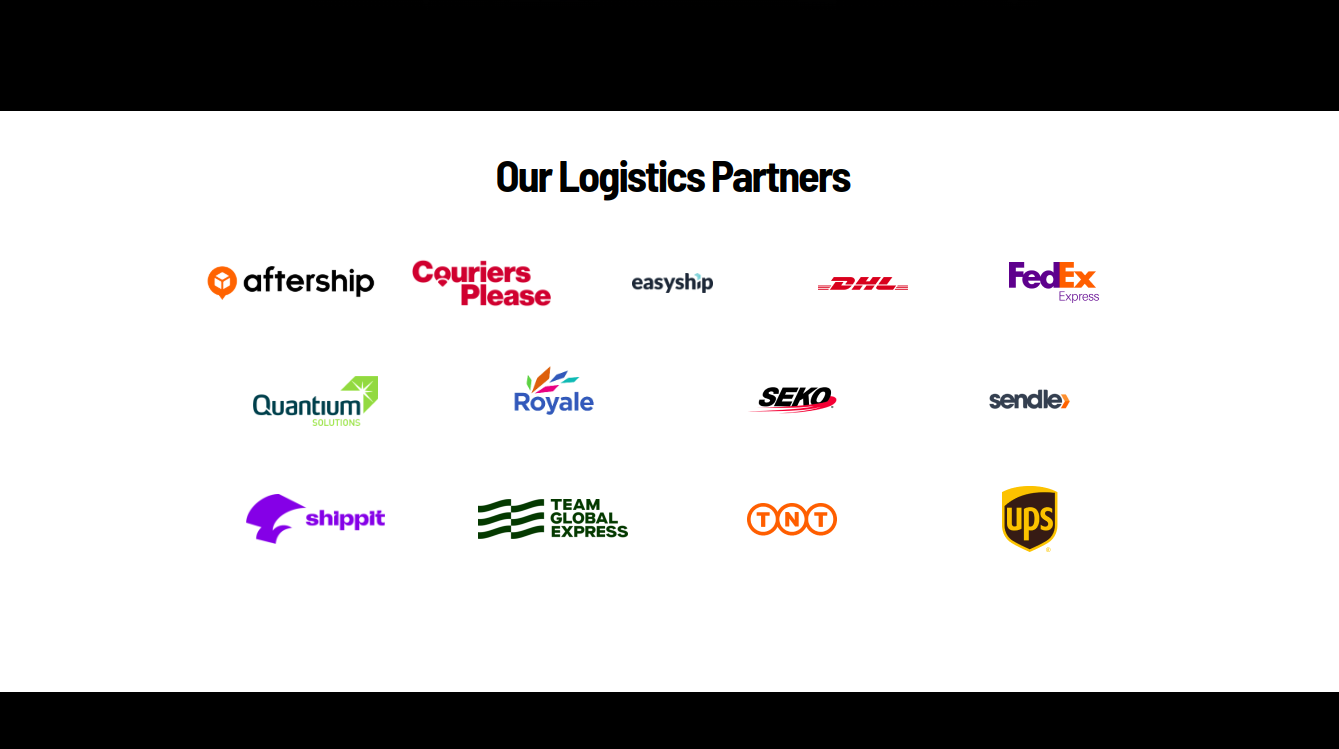 Our Logistics Partners
aftership
Couriers
Please
easyship
DHL
FedEx
Express
Quantium
SOLUTIONS
Royale
SEKO
sendle
shippit
TEAM
GLOBAL
EXPRESS
TNT
ups